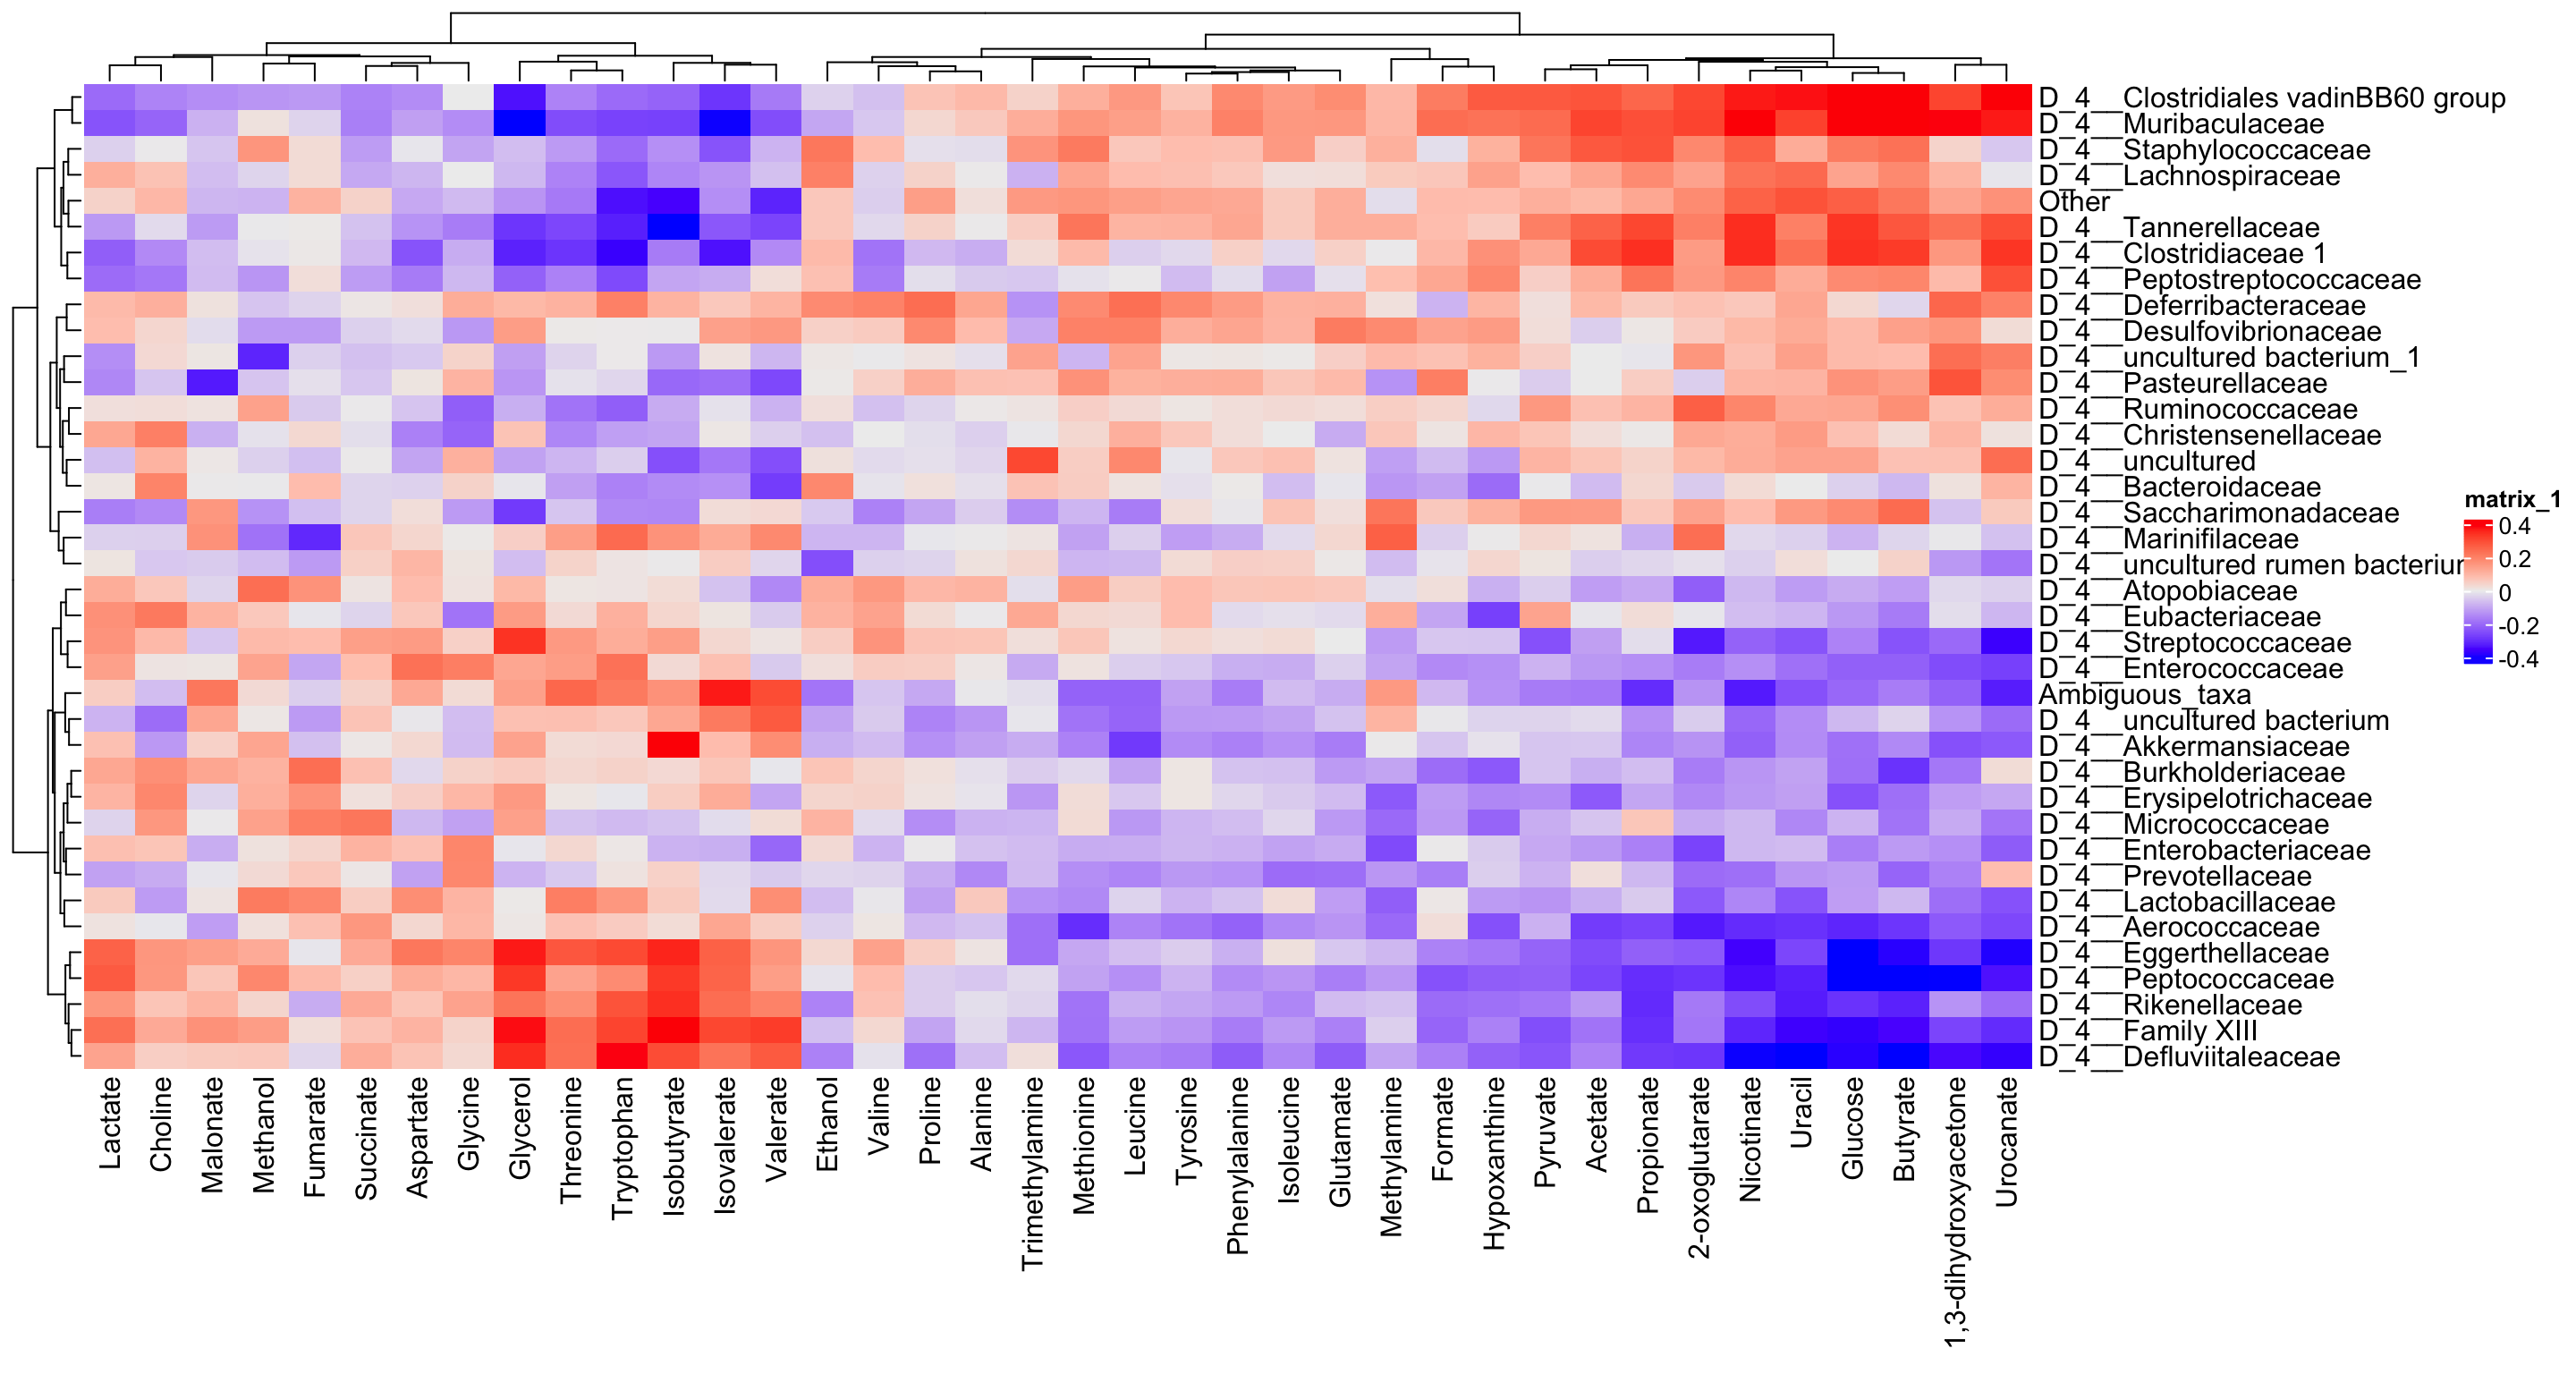 D_4__Clostridiales vadinBB60 group
D_4__Muribaculaceae
D_4__Staphylococcaceae
D_4__Lachnospiraceae
Other
D_4__Tannerellaceae
D_4__Clostridiaceae 1
D_4__Peptostreptococcaceae
D_4__Deferribacteraceae
D_4__Desulfovibrionaceae
D_4__uncultured bacterium_1
D_4__Pasteurellaceae
D_4__Ruminococcaceae
D_4__Christensenellaceae
D_4__uncultured
D_4__Bacteroidaceae
D_4__Saccharimonadaceae
D_4__Marinifilaceae
D_4__uncultured rumen bacteriur
D_4__Atopobiaceae
D_4__Eubacteriaceae
D_4__Streptococcaceae
D_4__Enterococcaceae
Ambiguous_taxa
D_4__uncultured bacterium
D_4__Akkermansiaceae
D_4__Burkholderiaceae
D_4__Erysipelotrichaceae
D_4__Micrococcaceae
D_4__Enterobacteriaceae
D_4__Prevotellaceae
D_4__Lactobacillaceae
D_4__Aerococcaceae
D_4__Eggerthellaceae
D_4__Peptococcaceae
D_4__Rikenellaceae
D_4__Family XIII
D_4__Defluviitaleaceae
matrix_1
0.4
0.2
0
-0.2
-0.4
Lactate
Choline
Malonate
Methanol
Fumarate
Succinate
Aspartate
Glycine
Glycerol
Threonine
Tryptophan
Isobutyrate
Isovalerate
Valerate
Ethanol
Valine
Proline
Alanine
Trimethylamine
Methionine
Leucine
Tyrosine
Phenylalanine
Isoleucine
Glutamate
Methylamine
Formate
Hypoxanthine
Pyruvate
Acetate
Propionate
2-oxoglutarate
Nicotinate
Uracil
Glucose
Butyrate
1,3-dihydroxyacetone
Urocanate